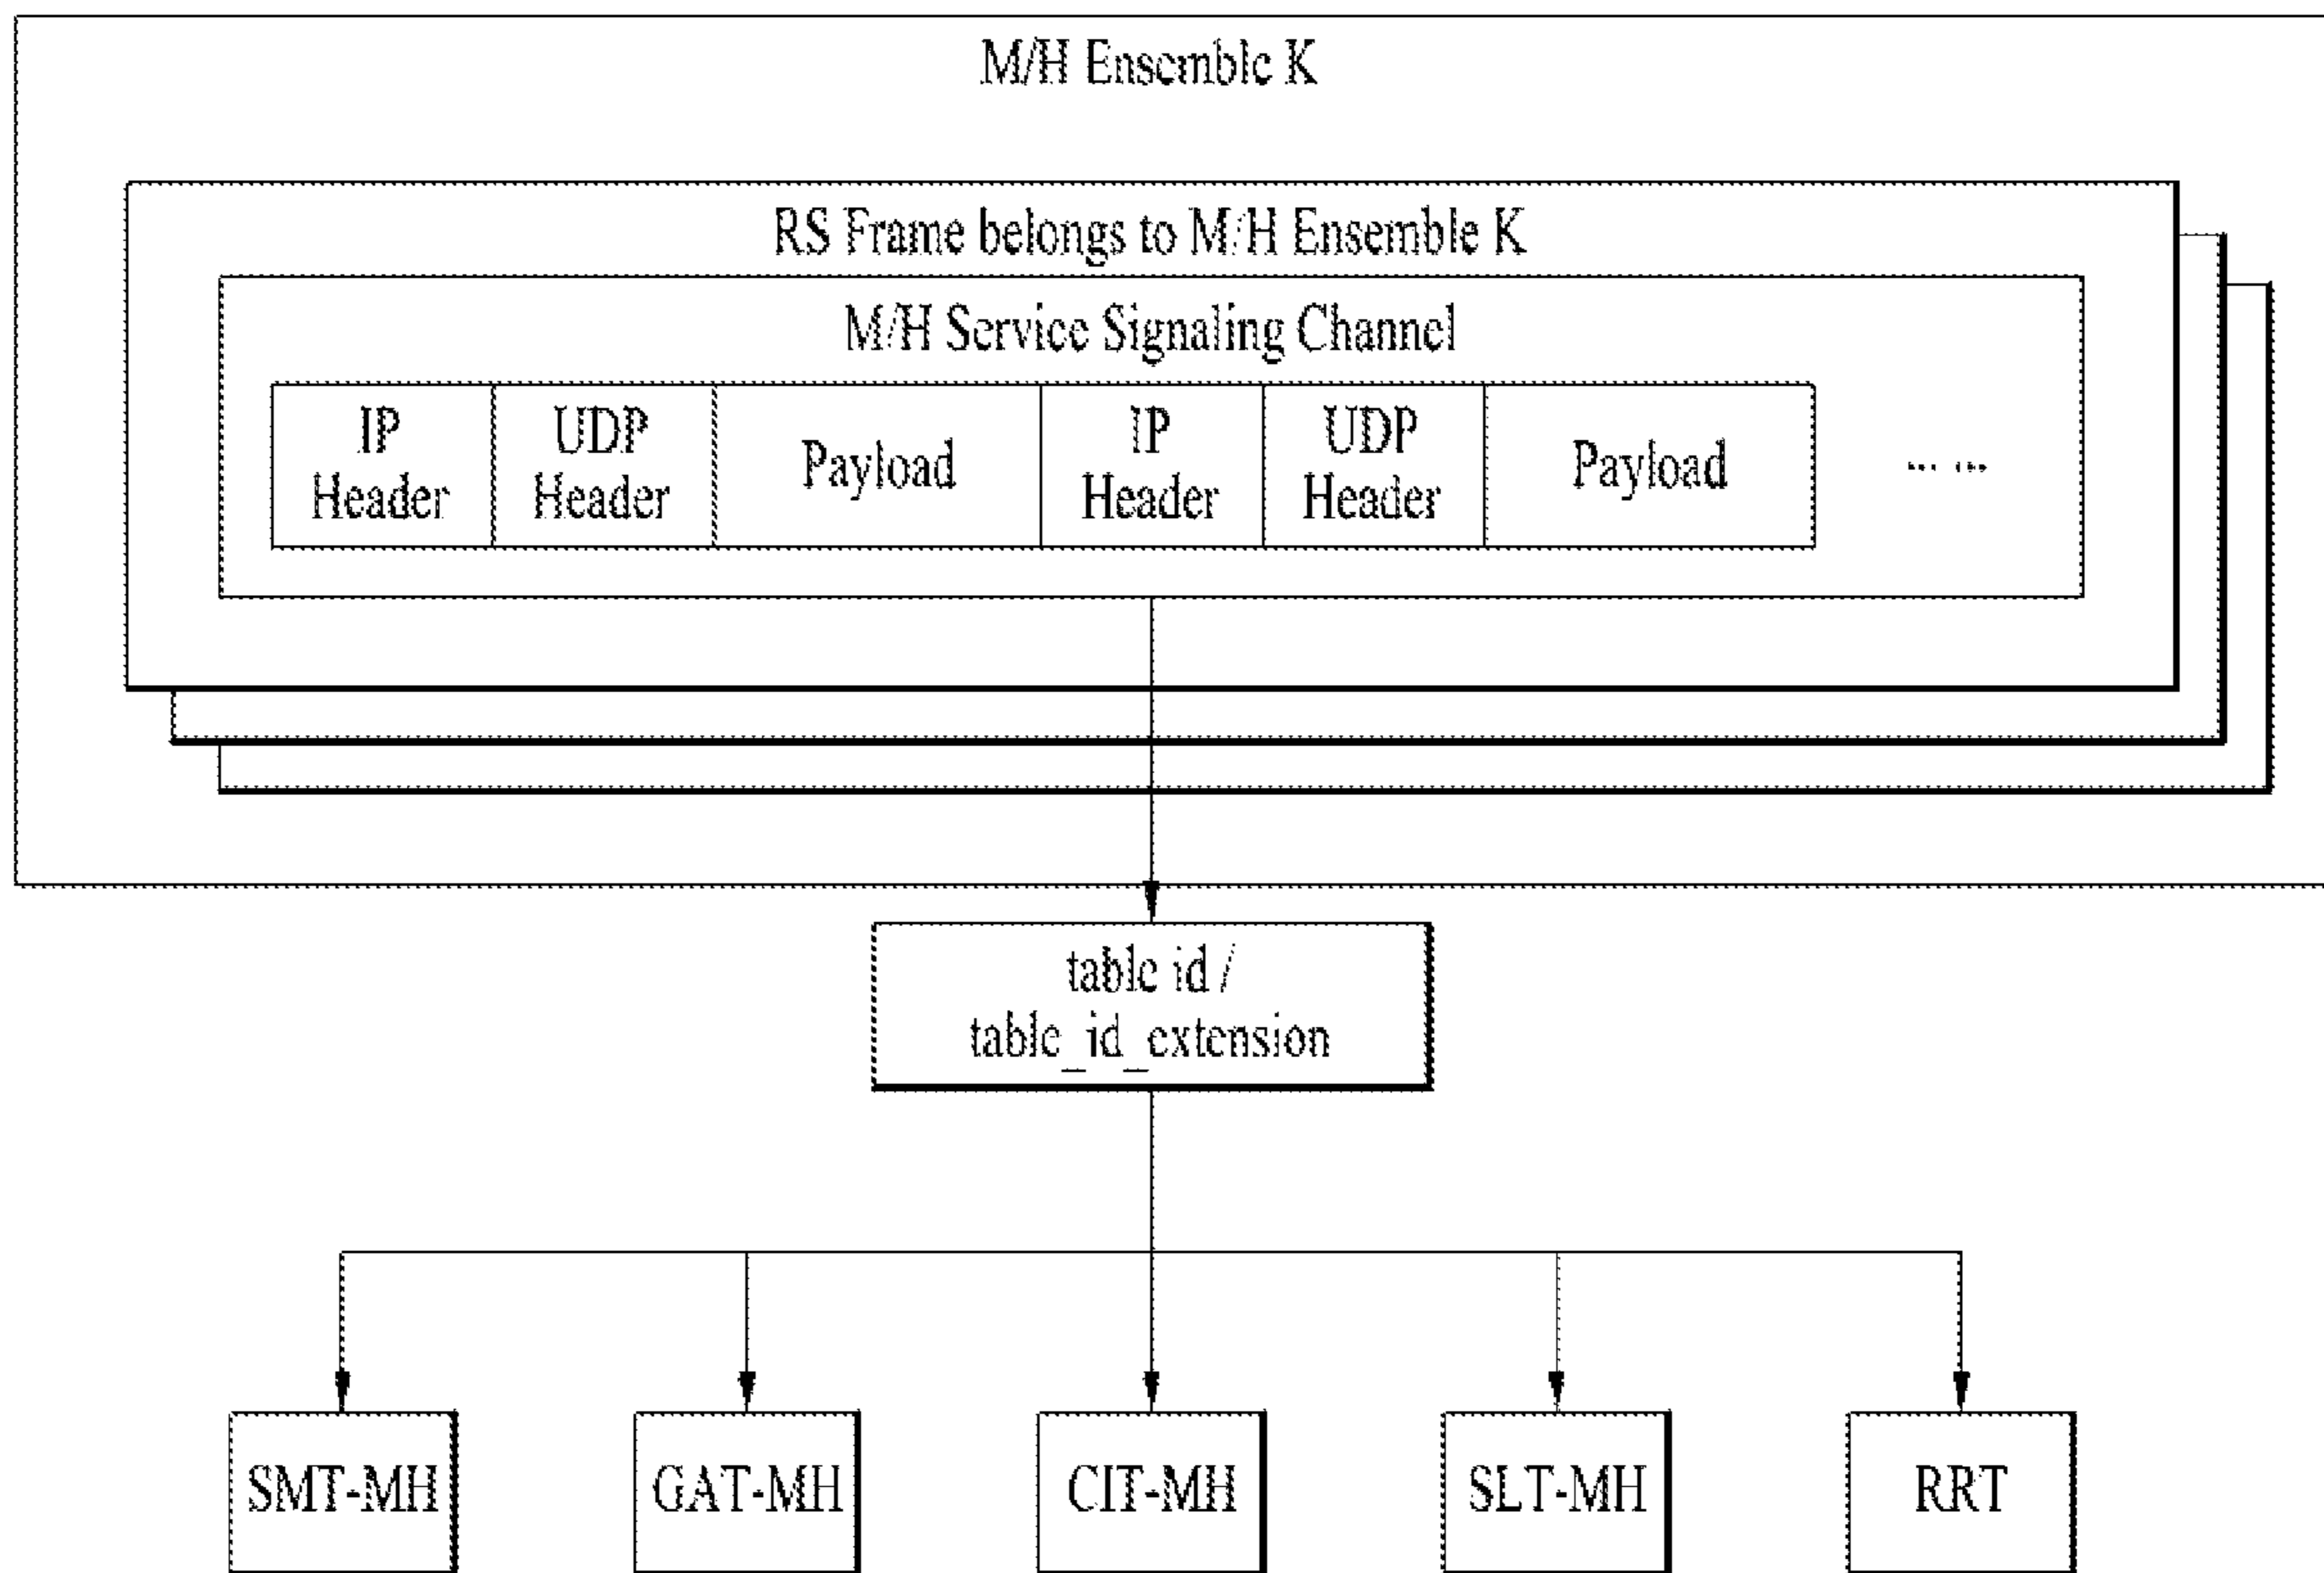 M/H Ensemble K
RS Frame belongs to M/H Ensemble K
M/H Service Signaling Channel
IP
Header
UDP
Header
Payload
IP
Header
UDP
Header
Payload
... ...
table id /
table_id_extension
SMT-MH
GAT-MH
CIT-MH
SLT-MH
RRT